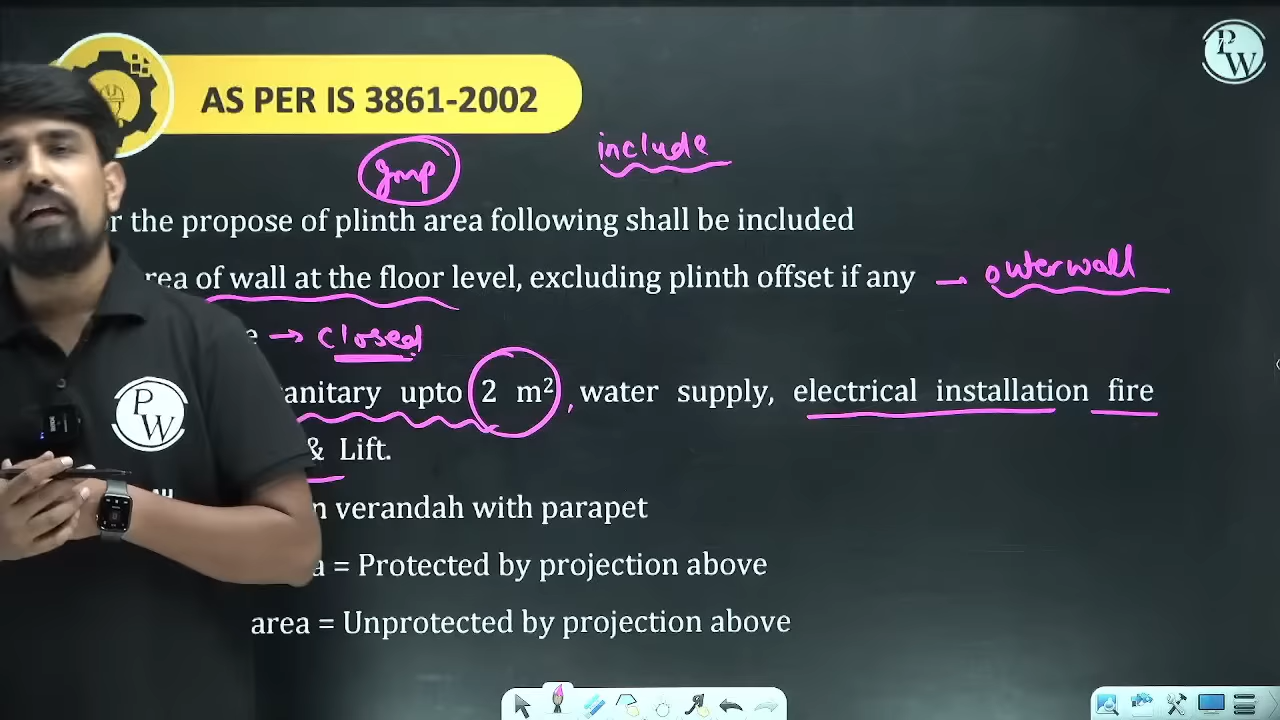 PW
AS PER IS 3861-2002
include
Imp
the propose of plinth area following shall be included
of wall at the floor level, excluding plinth offset if any → outerwall
→ closed
upto 2 m², water supply, electrical installation fire
& Lift.
verandah with parapet
= Protected by projection above
area = Unprotected by projection above
PW